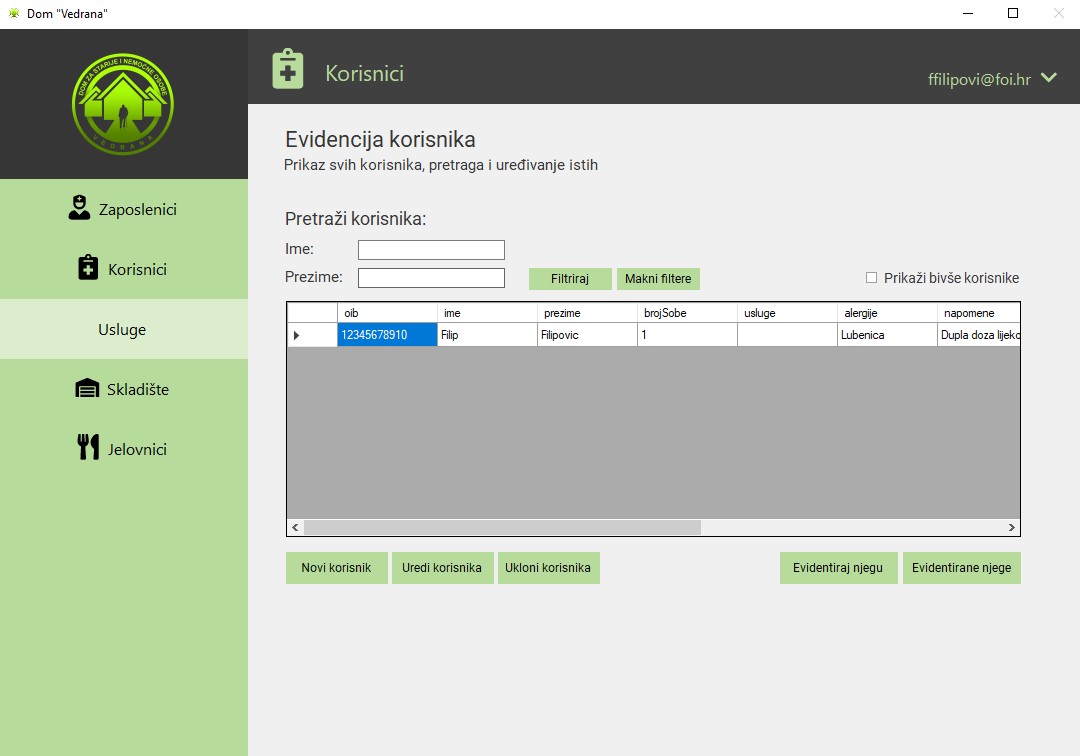 Dom "Vedrana"
DOM ZA STARIJE I NEMOĆNE OSOBE
VEDRANA
Korisnici
ffilipovi@foi.hr
Zaposlenici
Korisnici
Usluge
Skladište
Jelovnici
Evidencija korisnika
Prikaz svih korisnika, pretraga i uređivanje istih
Pretraži korisnika:
Ime:
Prezime:
Filtriraj
Makni filtere
Prikaži bivše korisnike
oib ime prezime brojSobe usluge alergije napomene
12345678910 Filip Filipovic 1 Lubenica Dupla doza lijeko
Novi korisnik
Uredi korisnika
Ukloni korisnika
Evidentiraj njegu
Evidentirane njege